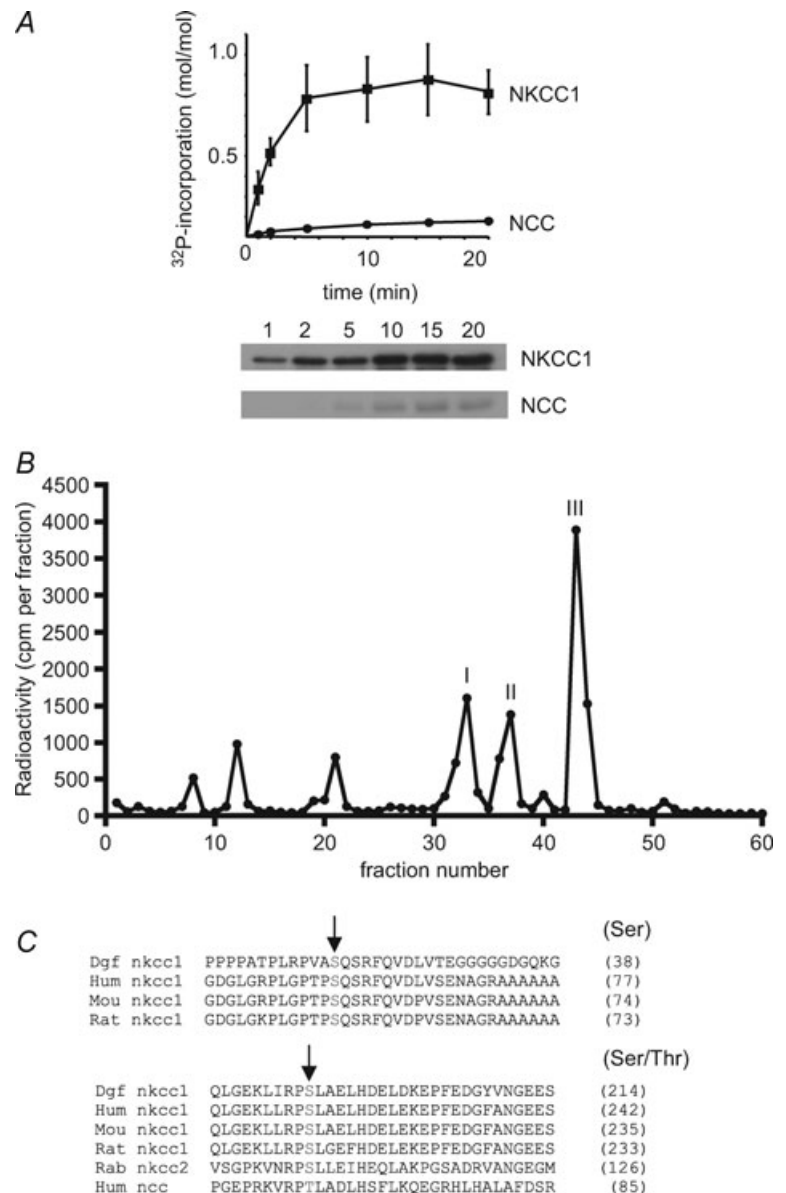 A
1.0
0.5
³²P-incorporation (mol/mol)
NKCC1
NCC
0 10 20
time (min)
1 2 5 10 15 20
NKCC1
NCC
B
4500
4000
3500
3000
2500
2000
1500
1000
500
0
Radioactivity (cpm per fraction)
I
II
III
0 10 20 30 40 50 60
fraction number
C
(Ser)
Dgf nkcc1 PPPPATPLRPVASQSRFQVDLVTEGGGGGDGQKG (38)
Hum nkcc1 GDGLGRPLGPTPSQSRFQVDLVSENAGRAAAAAA (77)
Mou nkcc1 GDGLGRPLGPTPSQSRFQVDPVSENAGRAAAAAA (74)
Rat nkcc1 GDGLGKPLGPTPSQSRFQVDPVSENAGRAAAAAA (73)
(Ser/Thr)
Dgf nkcc1 QLGEKLIRPSLAELHDELDKEPFEDGYVNGEES (214)
Hum nkcc1 QLGEKLLRPSLAELHDELEKEPFEDGFANGEES (242)
Mou nkcc1 QLGEKLLRPSLAELHDELEKEPFEDGFANGEES (235)
Rat nkcc1 QLGEKLLRPSLGEFHDELEKEPFEDGFANGEES (233)
Rab nkcc2 VSGPKVNRPSLLEIHEQLAKPGSADRVANGEGM (126)
Hum ncc PGEPRKVRPTLADLHSFLKQEGRHLHALAFDSR (85)